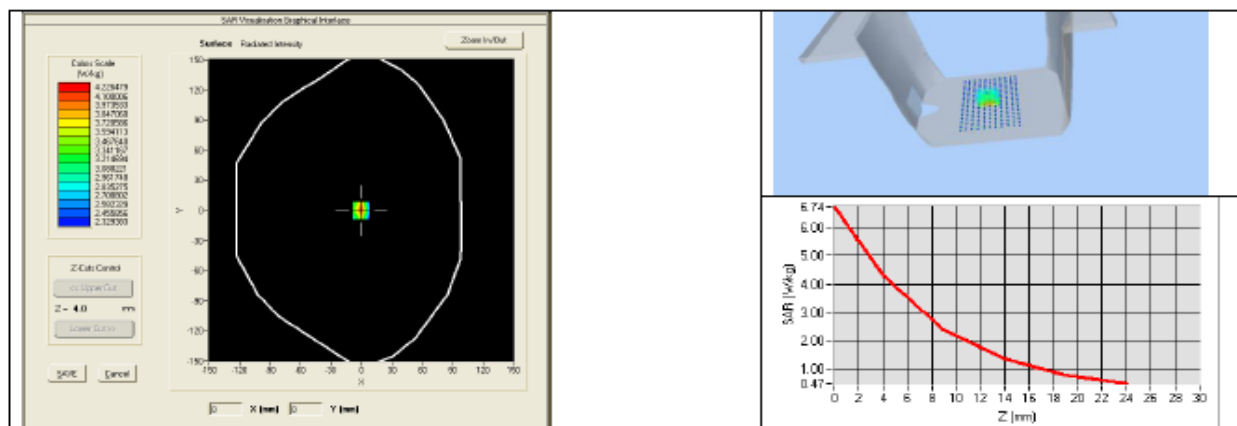 SAR Visualisation Graphical Interface
Surface Radiated Intensity
Zoom In/Out
Colors Scale
(W/kg)
4.226479
4.100006
3.973533
3.847060
3.720586
3.594113
3.467640
3.341167
3.214694
3.088221
2.961748
2.835275
2.708802
2.582329
2.455856
2.329383
150
120
90
60
30
0
-30
-60
-90
-120
-150
Y
-150 -120 -90 -60 -30 0 30 60 90 120 150
X
Z-Cuts Control
<< Upper Cut
Z = 4.0 mm
Lower Cut >>
SAVE Cancel
0 X (mm) 0 Y (mm)
6.74
6.00
5.00
4.00
3.00
2.00
1.00
0.47
SAR (W/kg)
0 2 4 6 8 10 12 14 16 18 20 22 24 26 28 30
Z (mm)